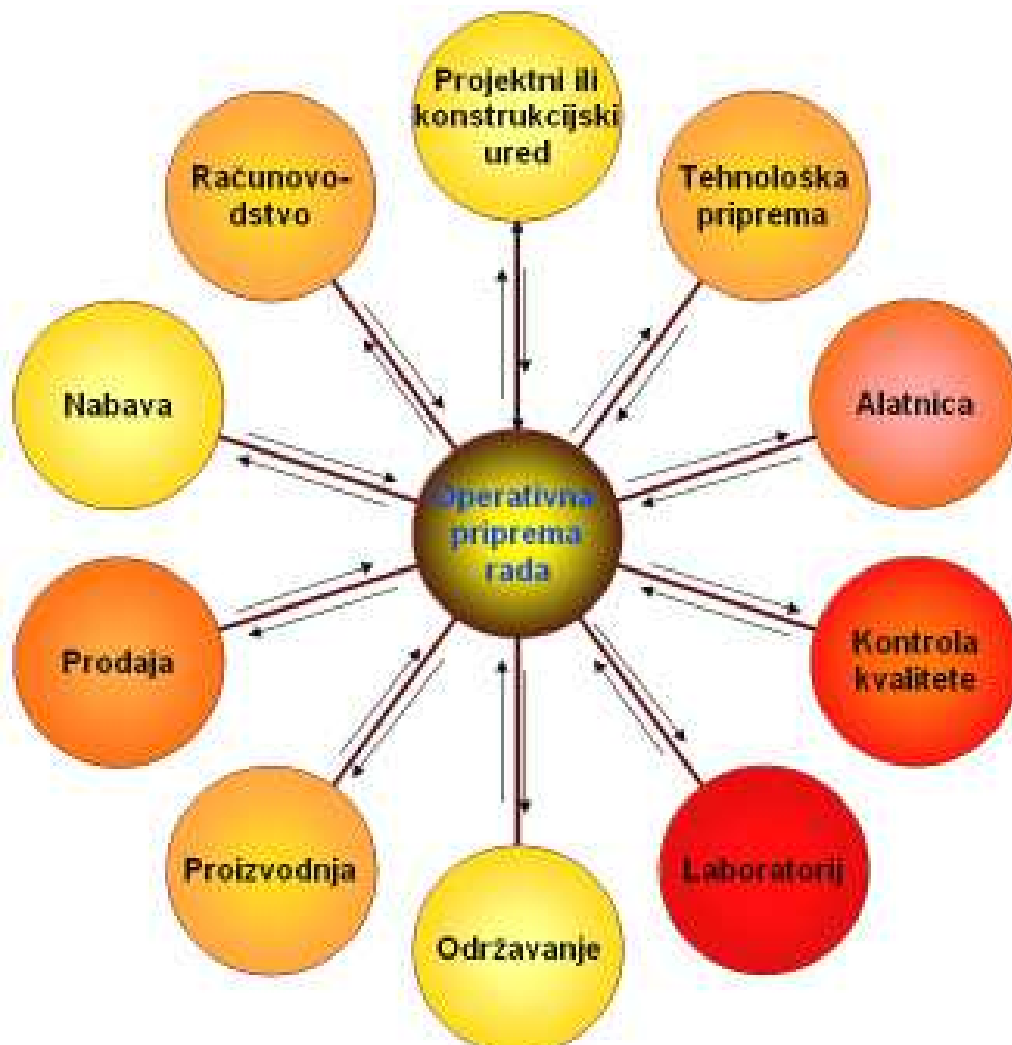 Projektni ili
konstrukcijski
ured
Računovo-
dstvo
Tehnološka
priprema
Nabava
Alatnica
Operativna
priprema
rada
Prodaja
Kontrola
kvalitete
Proizvodnja
Laboratorij
Održavanje